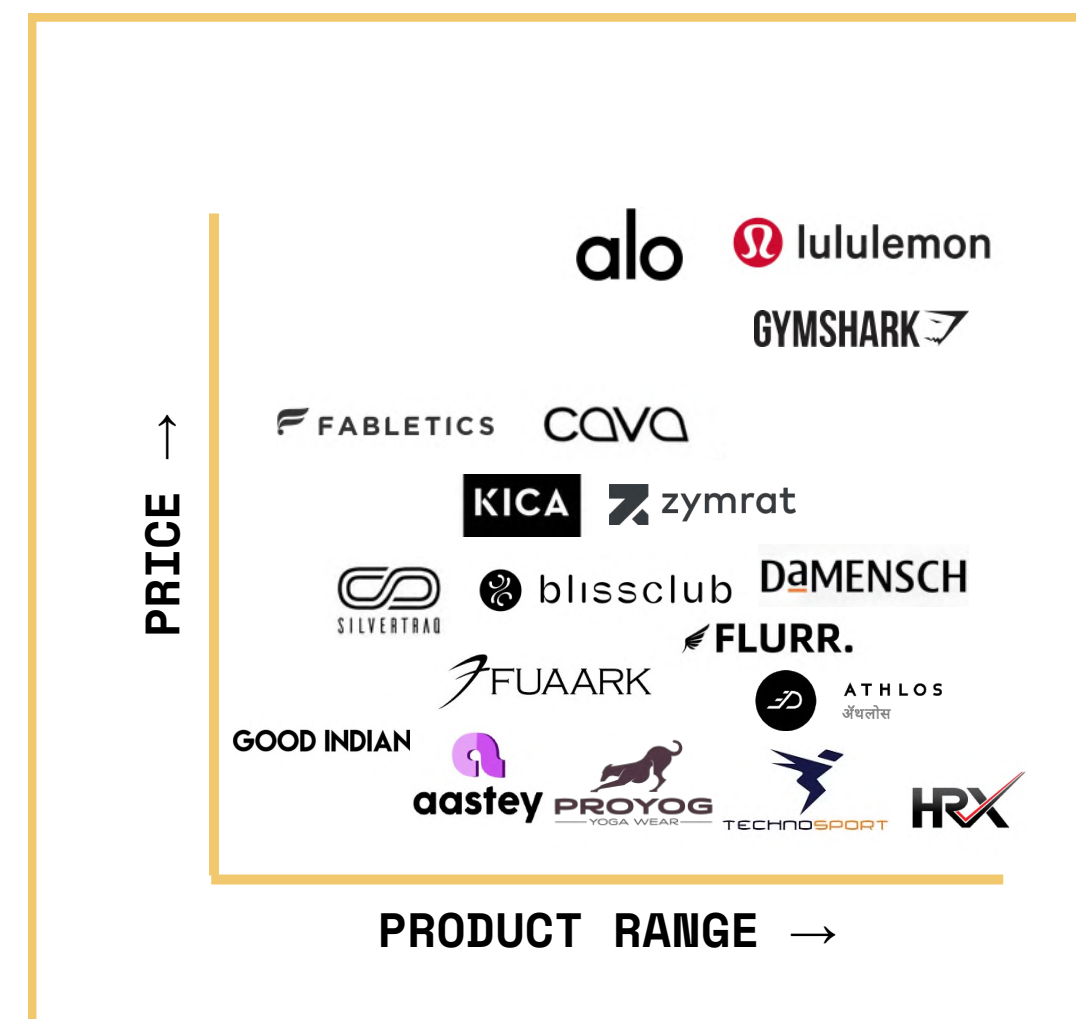 alo
lululemon
GYMSHARK
FABLETICS
CAVA
KICA
zymrat
SILVERTRAQ
blissclub
DaMENSCH
FLURR.
FUAARK
ATHLOS
ॲथलोस
GOOD INDIAN
aastey
PROYOG
YOGA WEAR
TECHNOSPORT
HRX
PRICE →
PRODUCT RANGE →